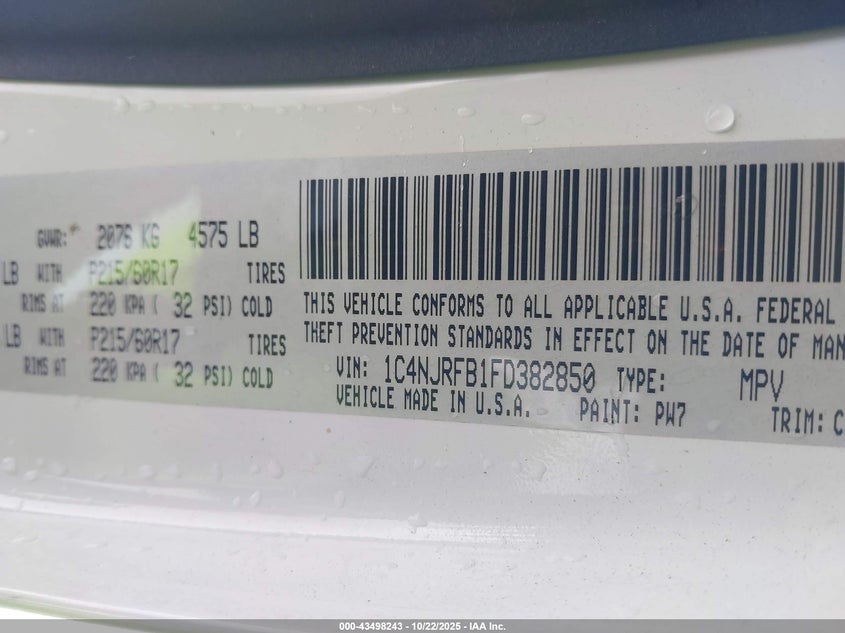 GVWR: 2076 KG 4575 LB
LB WITH P215/60R17 TIRES
RIMS AT 220 KPA ( 32 PSI) COLD
LB WITH P215/60R17 TIRES
RIMS AT 220 KPA ( 32 PSI) COLD
THIS VEHICLE CONFORMS TO ALL APPLICABLE U.S.A. FEDERAL
THEFT PREVENTION STANDARDS IN EFFECT ON THE DATE OF MAN
VIN: 1C4NJRFB1FD382850 TYPE: MPV
VEHICLE MADE IN U.S.A. PAINT: PW7 TRIM: C
000-43498243 - 10/22/2025 - IAA Inc.